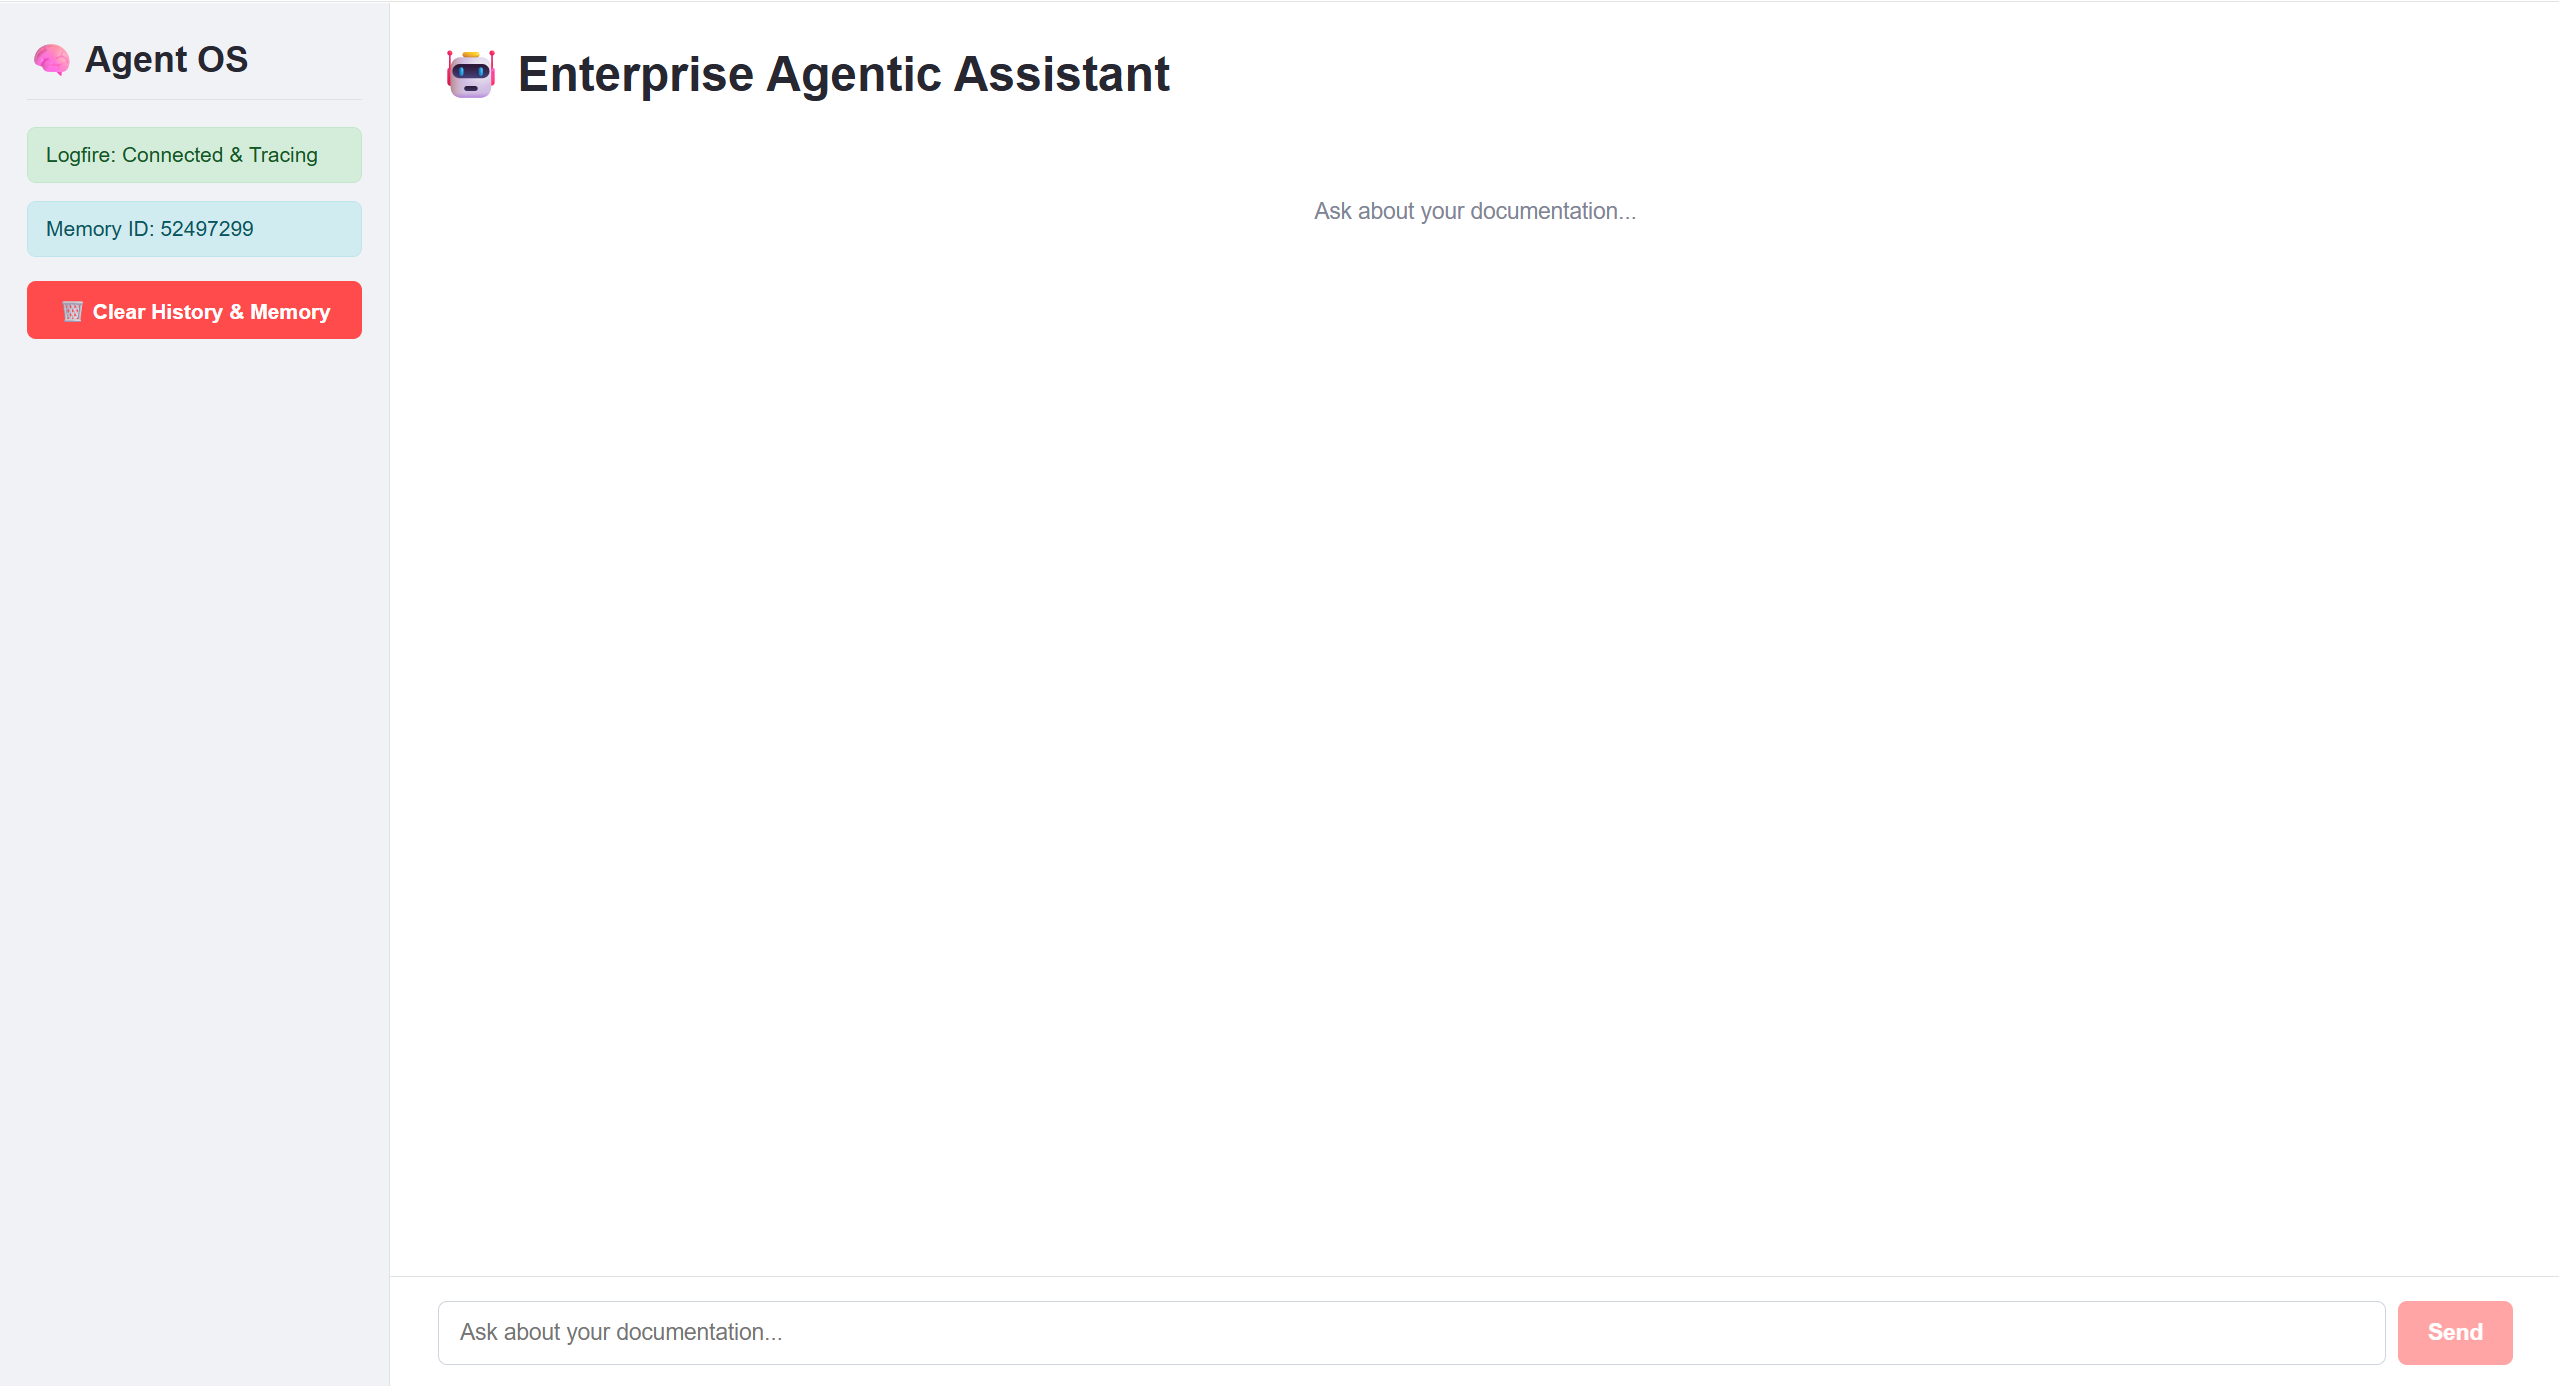 Agent OS
Logfire: Connected & Tracing
Memory ID: 52497299
Clear History & Memory
Enterprise Agentic Assistant
Ask about your documentation...
Ask about your documentation...
Send